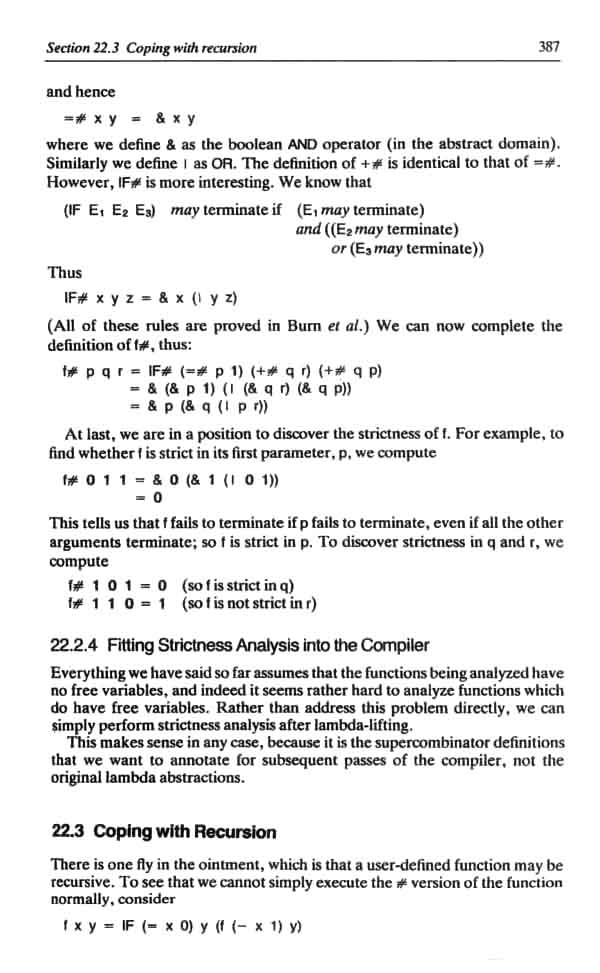 Section 22.3 Coping with recursion 387
and hence
=# x y = & x y
where we define & as the boolean AND operator (in the abstract domain).
Similarly we define | as OR. The definition of +# is identical to that of =#.
However, IF# is more interesting. We know that
(IF E₁ E₂ E₃) may terminate if (E₁ may terminate)
and ((E₂ may terminate)
or (E₃ may terminate))
Thus
IF# x y z = & x (| y z)
(All of these rules are proved in Burn et al.) We can now complete the
definition of f#, thus:
f# p q r = IF# (=# p 1) (+# q r) (+# q p)
= & (& p 1) (| (& q r) (& q p))
= & p (& q (| p r))
At last, we are in a position to discover the strictness of f. For example, to
find whether f is strict in its first parameter, p, we compute
f# 0 1 1 = & 0 (& 1 (| 0 1))
= 0
This tells us that f fails to terminate if p fails to terminate, even if all the other
arguments terminate; so f is strict in p. To discover strictness in q and r, we
compute
f# 1 0 1 = 0 (so f is strict in q)
f# 1 1 0 = 1 (so f is not strict in r)
22.2.4 Fitting Strictness Analysis into the Compiler
Everything we have said so far assumes that the functions being analyzed have
no free variables, and indeed it seems rather hard to analyze functions which
do have free variables. Rather than address this problem directly, we can
simply perform strictness analysis after lambda-lifting.
This makes sense in any case, because it is the supercombinator definitions
that we want to annotate for subsequent passes of the compiler, not the
original lambda abstractions.
22.3 Coping with Recursion
There is one fly in the ointment, which is that a user-defined function may be
recursive. To see that we cannot simply execute the # version of the function
normally, consider
f x y = IF (= x 0) y (f (- x 1) y)